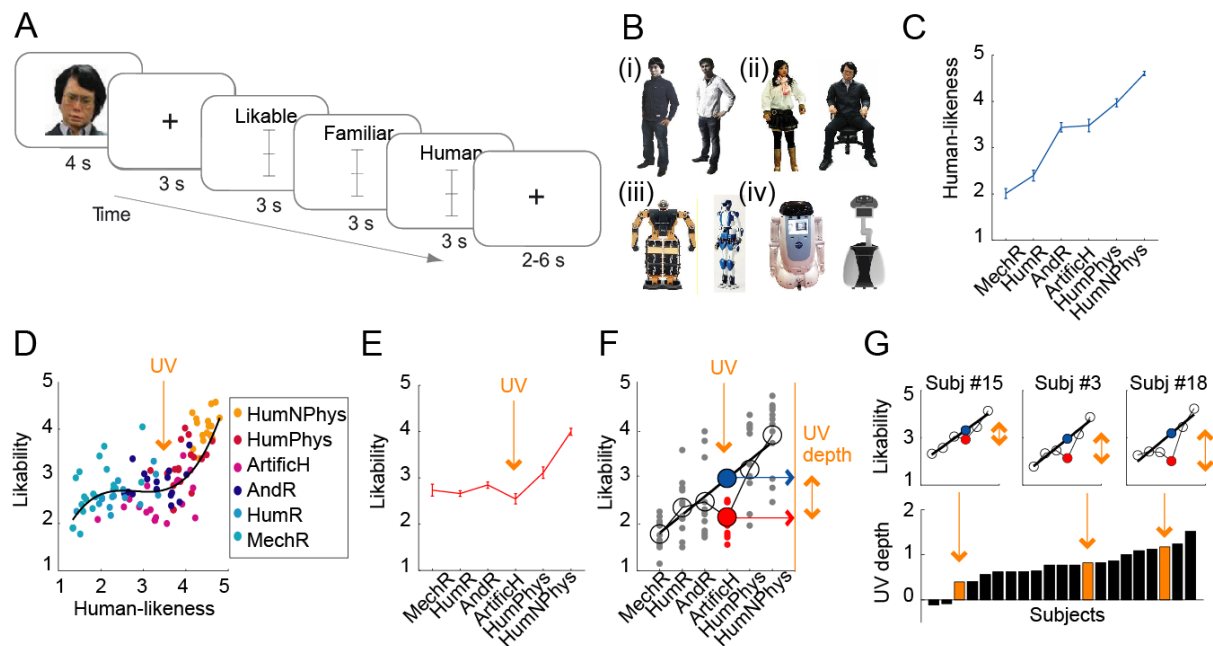 A
4 s
3 s
Likable
3 s
Familiar
3 s
Human
3 s
2-6 s
Time
B
(i)
(ii)
(iii)
(iv)
C
Human-likeness
5
4
3
2
1
MechR
HumR
AndR
ArtificH
HumPhys
HumNPhys
D
UV
Likability
5
4
3
2
1
1 2 3 4 5
Human-likeness
HumNPhys
HumPhys
ArtificH
AndR
HumR
MechR
E
UV
Likability
5
4
3
2
1
MechR
HumR
AndR
ArtificH
HumPhys
HumNPhys
F
UV
Likability
5
4
3
2
1
UV
depth
MechR
HumR
AndR
ArtificH
HumPhys
HumNPhys
G
Subj #15
Subj #3
Subj #18
Likability
5
3
1
UV depth
2
1
0
Subjects